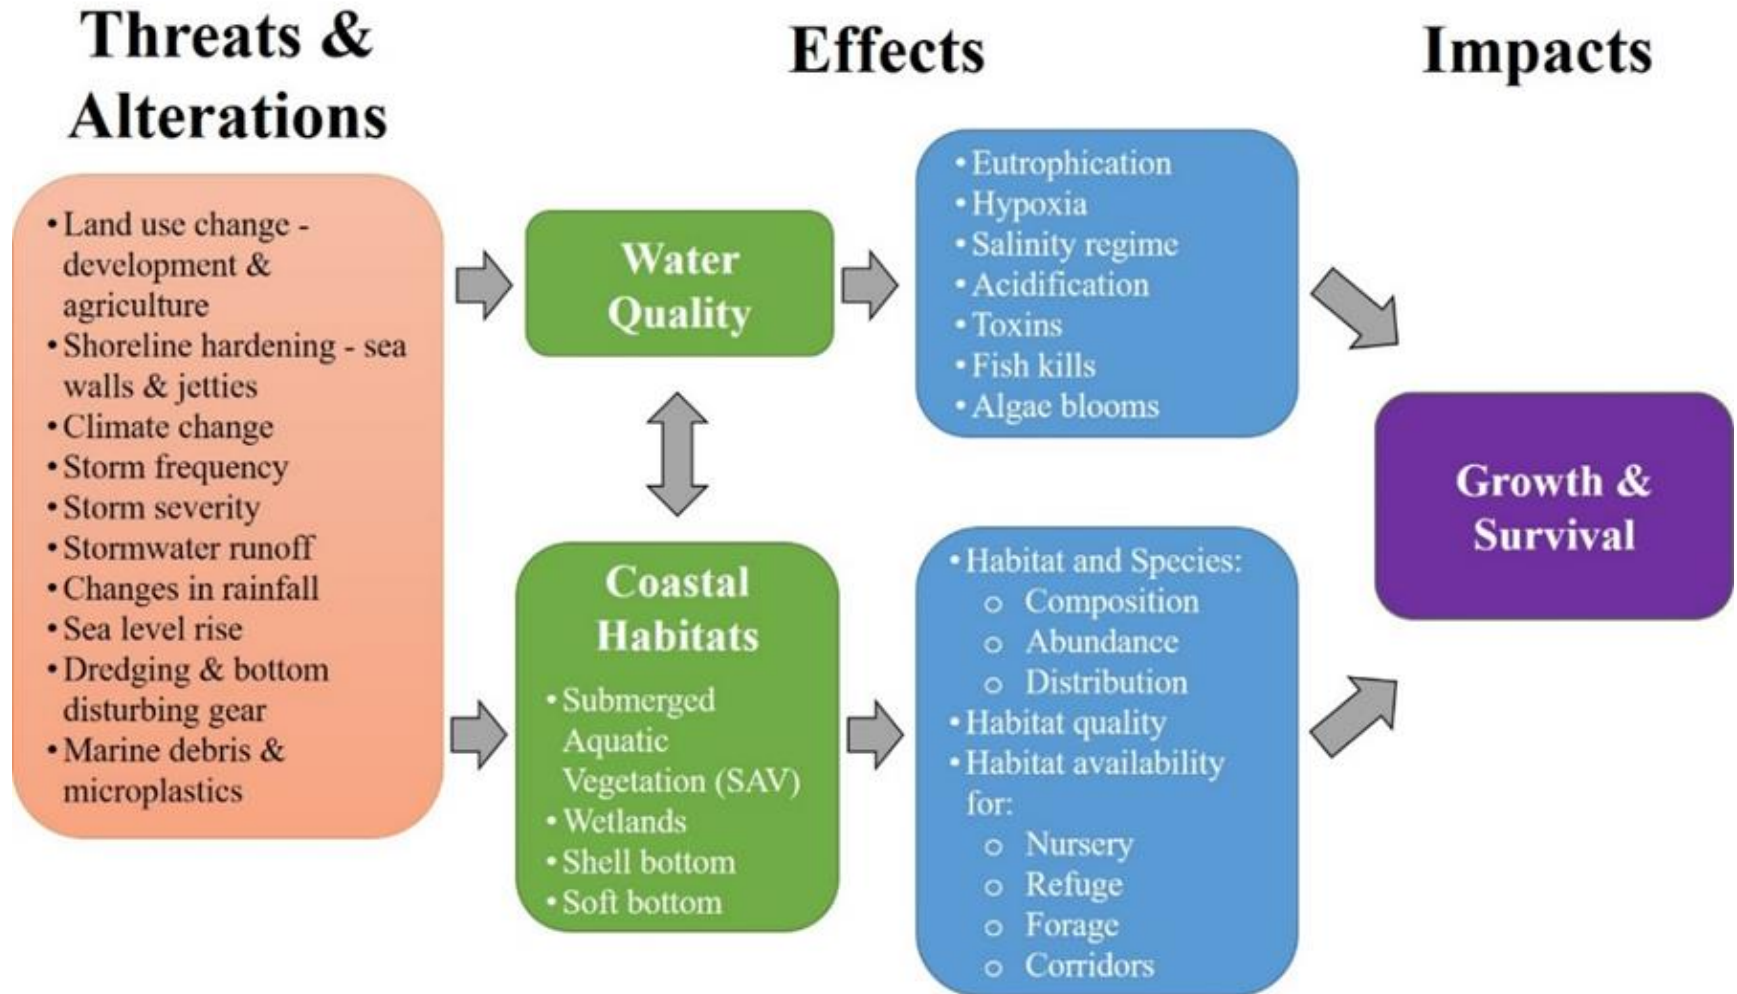 Threats &
Alterations
Effects
Impacts
• Land use change -
development &
agriculture
• Shoreline hardening - sea
walls & jetties
• Climate change
• Storm frequency
• Storm severity
• Stormwater runoff
• Changes in rainfall
• Sea level rise
• Dredging & bottom
disturbing gear
• Marine debris &
microplastics
Water
Quality
Coastal
Habitats
• Submerged
Aquatic
Vegetation (SAV)
• Wetlands
• Shell bottom
• Soft bottom
• Eutrophication
• Hypoxia
• Salinity regime
• Acidification
• Toxins
• Fish kills
• Algae blooms
• Habitat and Species:
o Composition
o Abundance
o Distribution
• Habitat quality
• Habitat availability
for:
o Nursery
o Refuge
o Forage
o Corridors
Growth &
Survival